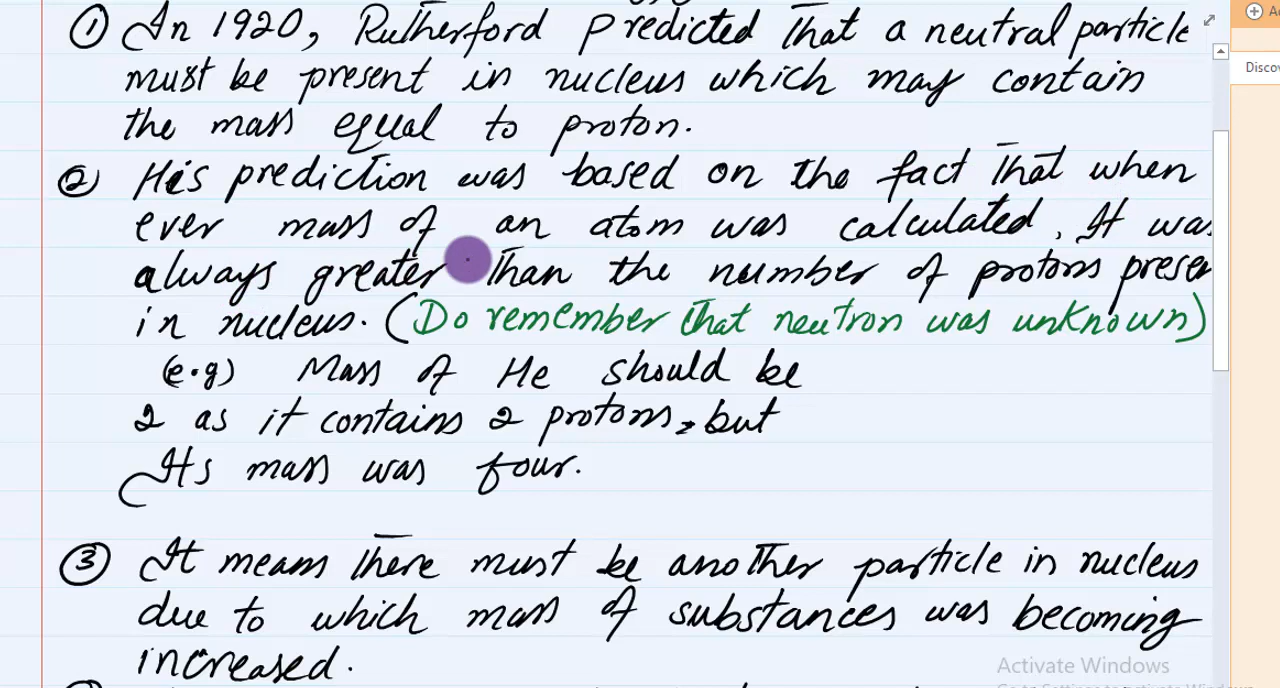 ① In 1920, Rutherford predicted that a neutral particle
must be present in nucleus which may contain
the mass equal to proton.
② His prediction was based on the fact that when
ever mass of an atom was calculated, It was
always greater than the number of protons presen
in nucleus. (Do remember that neutron was unknown)
(e.g) Mass of He should be
2 as it contains 2 protons, but
Its mass was four.
③ It means there must be another particle in nucleus
due to which mass of substances was becoming
increased.
Discov
Activate Windows